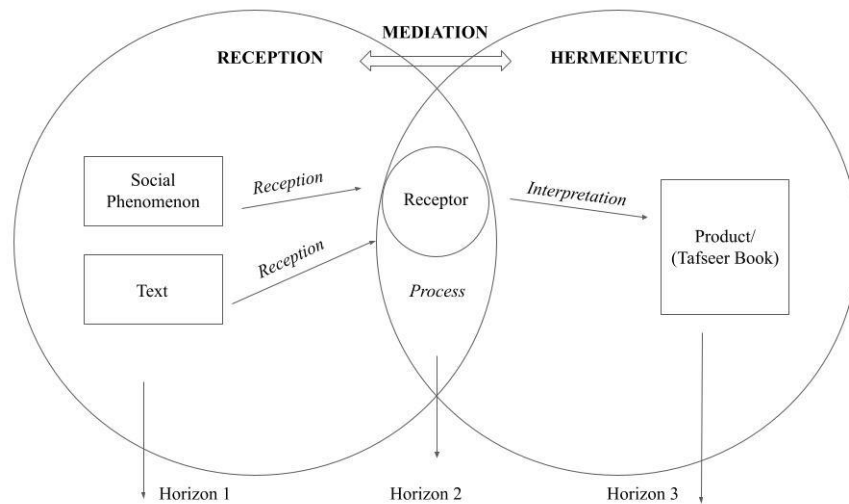 MEDIATION
RECEPTION
HERMENEUTIC
Social
Phenomenon
Reception
Text
Reception
Receptor
Process
Interpretation
Product/
(Tafseer Book)
Horizon 1
Horizon 2
Horizon 3